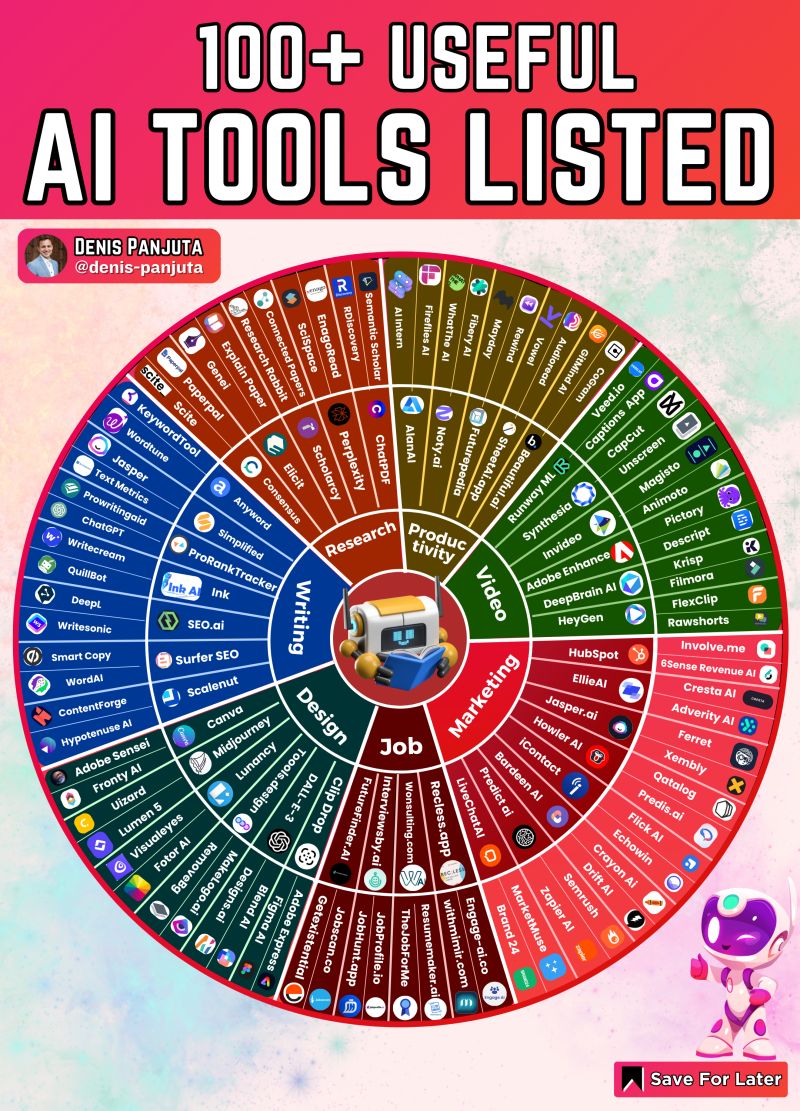 100+ USEFUL
AI TOOLS LISTED
DENIS PANJUTA
@denis-panjuta
Research
Consensus
Elicit
Scholarcy
Perplexity
ChatPDF
Scite
Paperpal
Genei
Explain Paper
Research Rabbit
Connected Papers
SciSpace
EnagoRead
RDiscovery
Semantic Scholar
Produc
tivity
AlanAI
Noty.ai
Futurepedia
SheetAi.app
Beautiful.ai
AI Intern
Fireflies AI
WhatThe AI
Fibery AI
Mayday
Rewind
Vowel
Audioread
GitMind AI
CoGram
Video
Runway ML
Synthesia
Invideo
Adobe Enhance
DeepBrain AI
HeyGen
Veed.io
Captions App
CapCut
Unscreen
Magisto
Animoto
Pictory
Descript
Krisp
Filmora
FlexClip
Rawshorts
Marketing
HubSpot
EllieAI
Jasper.ai
Howler AI
iContact
Bardeen AI
Predict ai
LiveChatAI
Involve.me
6Sense Revenue AI
Cresta AI
Adverity AI
Ferret
Xembly
Qatalog
Predis.ai
Flick AI
Echowin
Crayon AI
Drift AI
Semrush
Zapier AI
MarketMuse
Brand 24
Job
Recless.app
Wonsulting.com
Interviewsby.ai
FutureFinder.AI
Engage-ai.co
withmimir.com
Resumemaker.ai
TheJobForMe
JobProfile.io
JobHunt.app
Jobscan.co
Getexistential
Design
Canva
Midjourney
Lunancy
Toools.design
DALL-E-3
Clip Drop
Adobe Sensei
Fronty AI
Uizard
Lumen 5
Visualeyes
Fotor AI
RemoveBg
MakeLogo.ai
Designs.ai
Blend AI
Figma AI
Adobe Express
Writing
Anyword
Simplified
ProRankTracker
Ink AI
Ink
SEO.ai
Surfer SEO
Scalenut
KeywordTool
Wordtune
Jasper
Text Metrics
Prowritingaid
ChatGPT
Writecream
QuillBot
DeepL
Writesonic
Smart Copy
WordAI
ContentForge
Hypotenuse AI
Save For Later